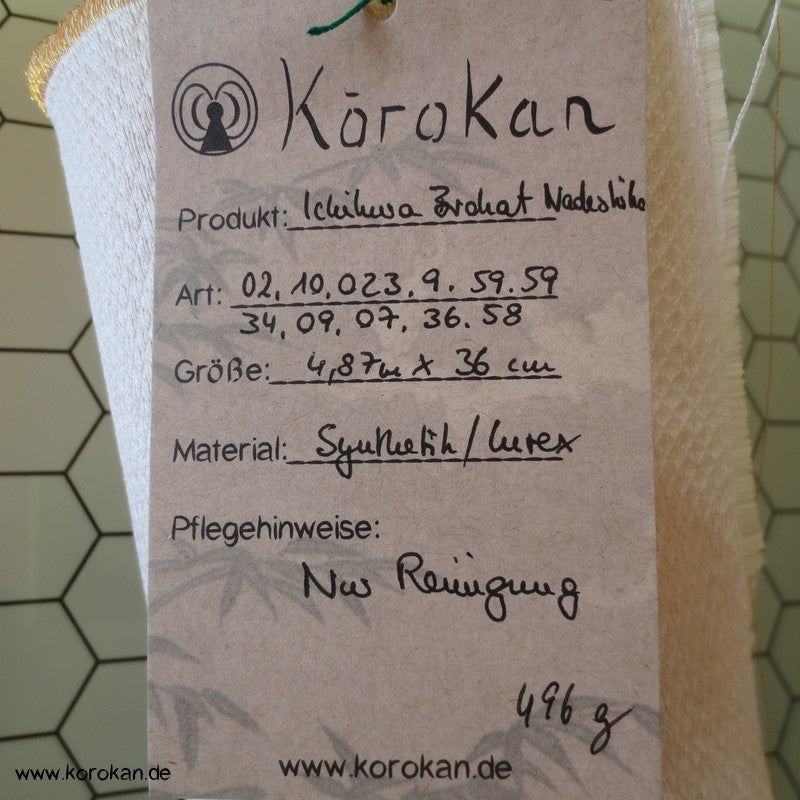 Kōrokan
Produkt: Ichikwa Brokat Nadeshiko
Art: 02, 10, 023. 9. 59. 59
34, 09, 07, 36. 58
Größe: 4,87m x 36 cm
Material: Synthetik/Lurex
Pflegehinweise:
Nur Reinigung
496 g
www.korokan.de
www.korokan.de